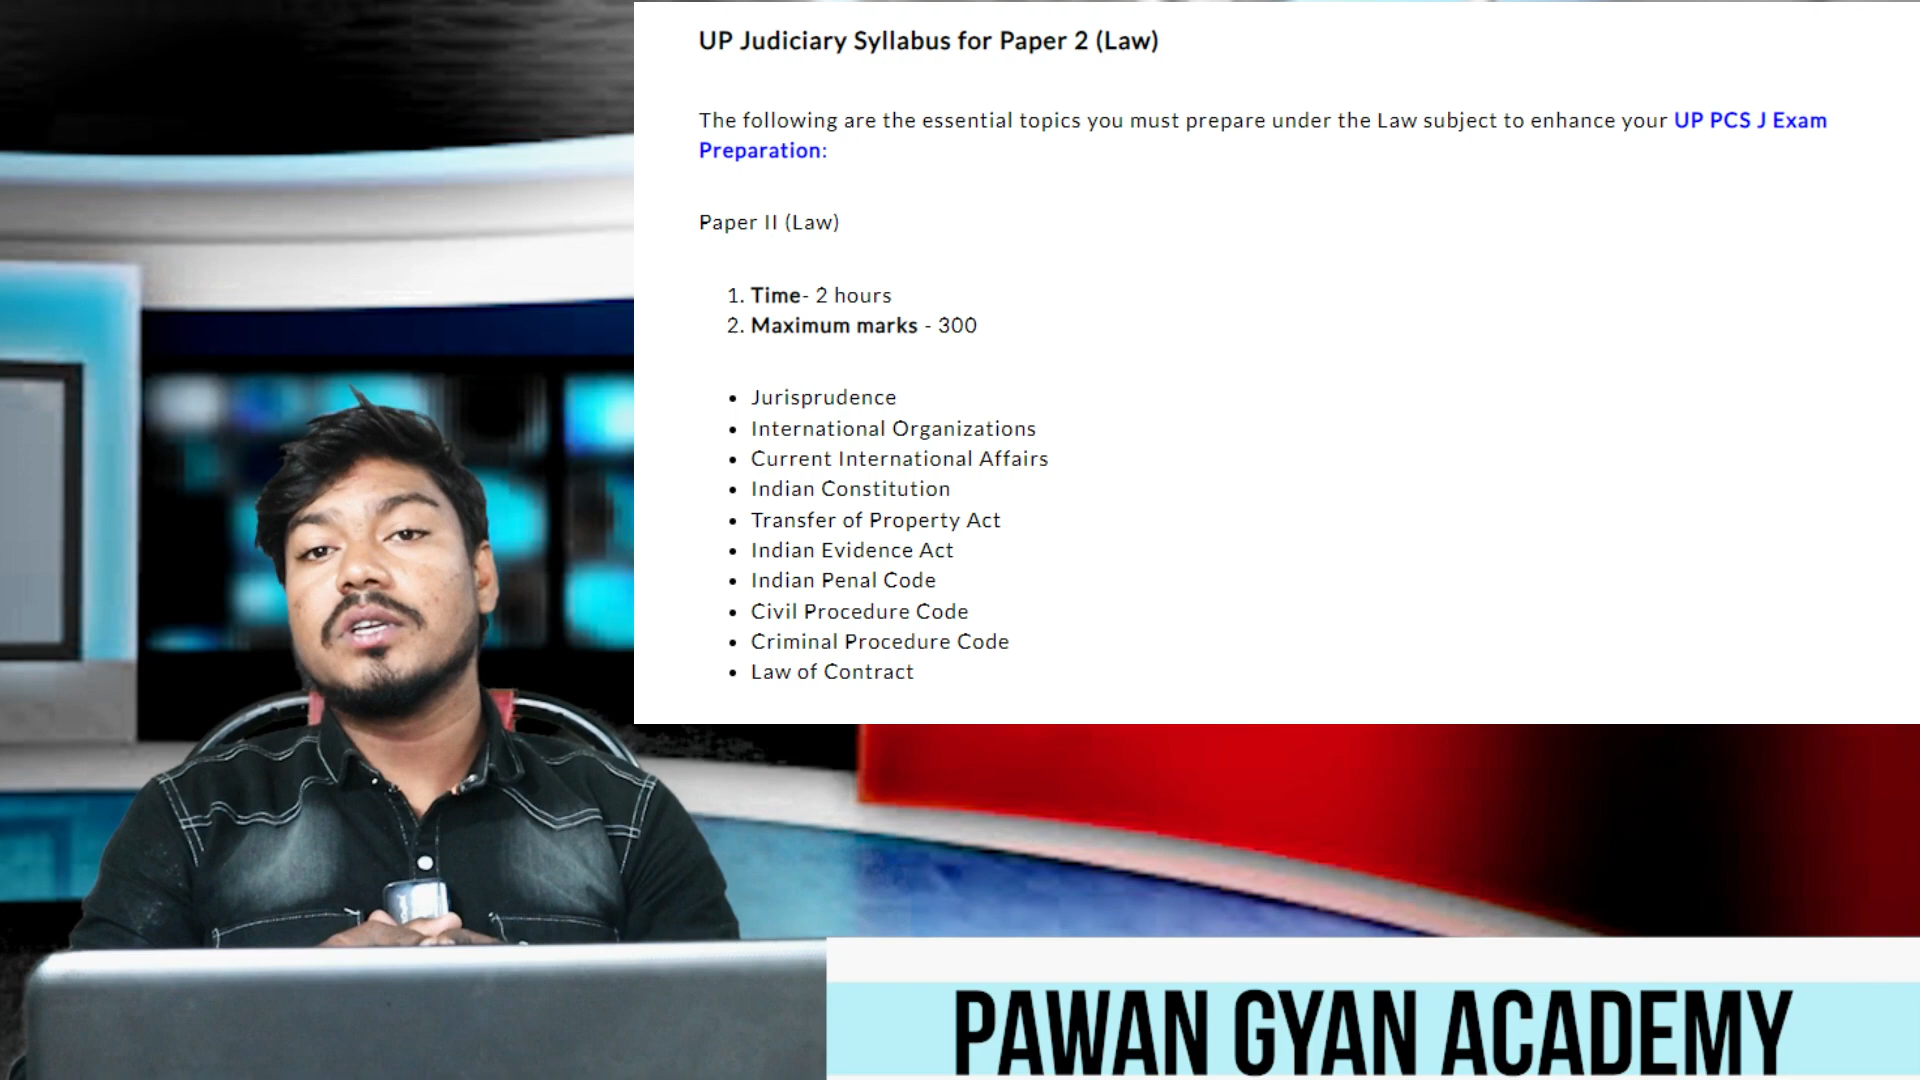 UP Judiciary Syllabus for Paper 2 (Law)
The following are the essential topics you must prepare under the Law subject to enhance your UP PCS J Exam
Preparation:
Paper II (Law)
1. Time- 2 hours
2. Maximum marks - 300
• Jurisprudence
• International Organizations
• Current International Affairs
• Indian Constitution
• Transfer of Property Act
• Indian Evidence Act
• Indian Penal Code
• Civil Procedure Code
• Criminal Procedure Code
• Law of Contract
PAWAN GYAN ACADEMY